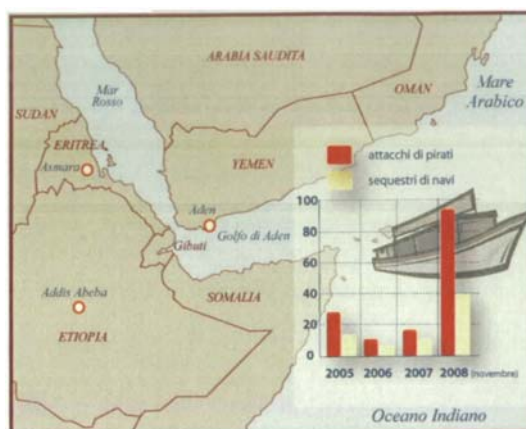 ARABIA SAUDITA
Mar
Rosso
OMAN
Mare
Arabico
SUDAN
ERITREA
Asmara
YEMEN
attacchi di pirati
sequestri di navi
Aden
Golfo di Aden
Gibuti
Addis Abeba
ETIOPIA
SOMALIA
100
80
60
40
20
0
2005 2006 2007 2008 (novembre)
Oceano Indiano